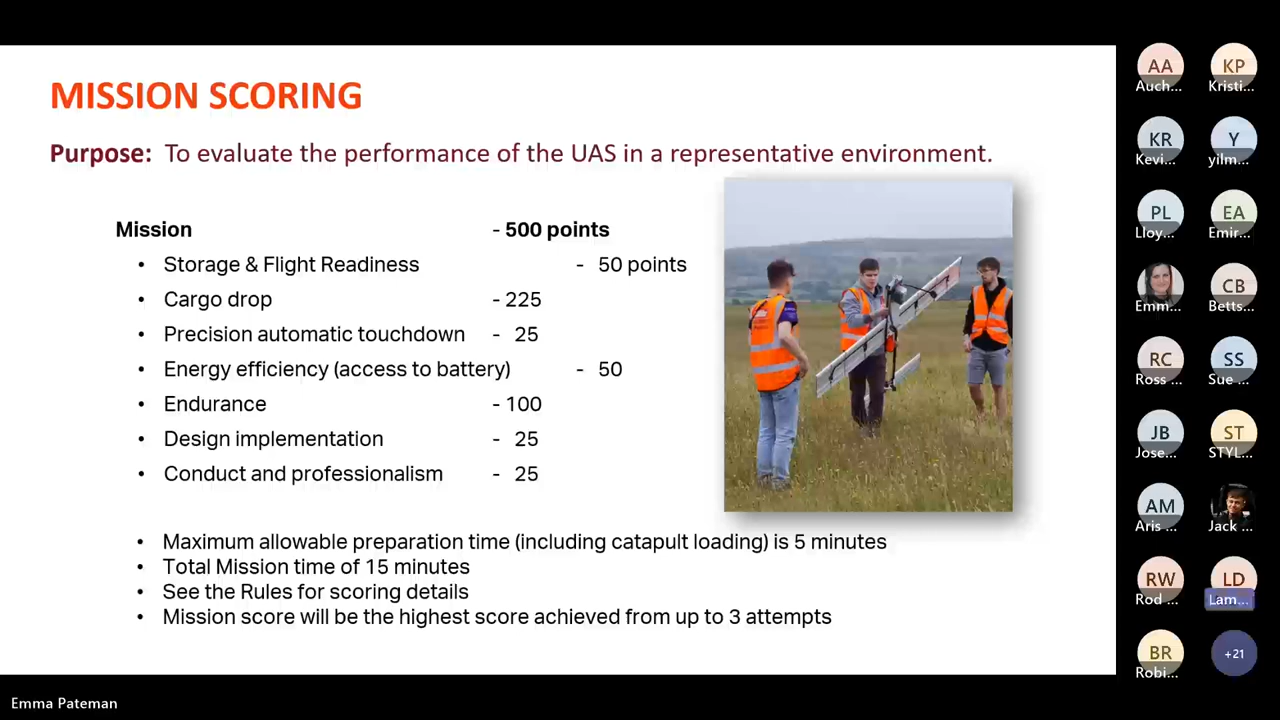 MISSION SCORING
Purpose: To evaluate the performance of the UAS in a representative environment.
Mission - 500 points
• Storage & Flight Readiness - 50 points
• Cargo drop - 225
• Precision automatic touchdown - 25
• Energy efficiency (access to battery) - 50
• Endurance - 100
• Design implementation - 25
• Conduct and professionalism - 25
• Maximum allowable preparation time (including catapult loading) is 5 minutes
• Total Mission time of 15 minutes
• See the Rules for scoring details
• Mission score will be the highest score achieved from up to 3 attempts
AA KP
Auch... Kristi...
KR Y
Kevi... yilm...
PL EA
Lloy... Emir...
CB
Emm... Betts...
RC SS
Ross ... Sue ...
JB ST
Jose... STYL...
AM
Aris ... Jack ...
RW LD
Rod ... Lam...
BR +21
Robi...
Emma Pateman